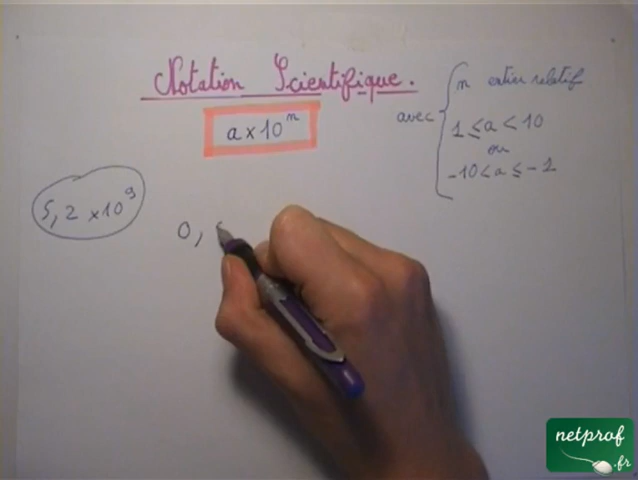 Notation Scientifique.
a × 10ⁿ
avec
n entier relatif
1 ≤ a < 10
ou
-10 < a ≤ -1
5,2 × 10⁹
0,
netprof
.fr